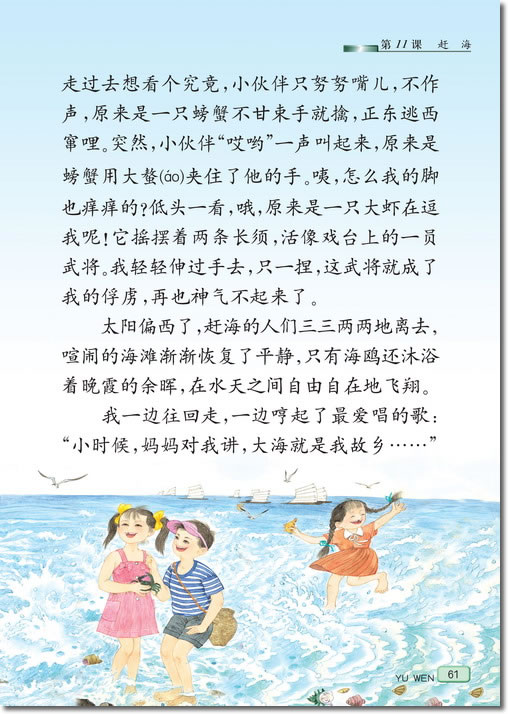 第11课 赶 海
走过去想看个究竟，小伙伴只努努嘴儿，不作
声，原来是一只螃蟹不甘束手就擒，正东逃西
窜哩。突然，小伙伴“哎哟”一声叫起来，原来是
螃蟹用大螯(áo)夹住了他的手。咦，怎么我的脚
也痒痒的？低头一看，哦，原来是一只大虾在逗
我呢！它摇摆着两条长须，活像戏台上的一员
武将。我轻轻伸过手去，只一捏，这武将就成了
我的俘虏，再也神气不起来了。
太阳偏西了，赶海的人们三三两两地离去，
喧闹的海滩渐渐恢复了平静，只有海鸥还沐浴
着晚霞的余晖，在水天之间自由自在地飞翔。
我一边往回走，一边哼起了最爱唱的歌：
“小时候，妈妈对我讲，大海就是我故乡……”
YU WEN 61